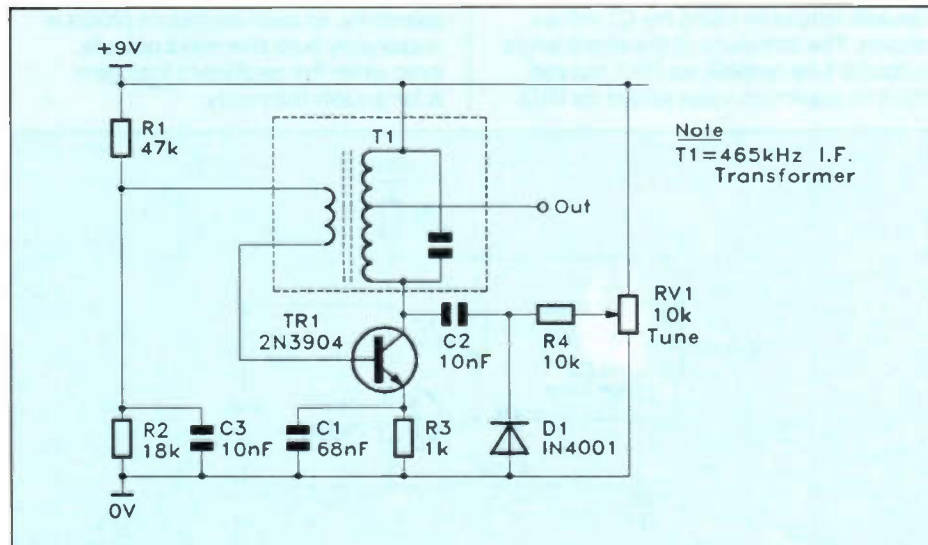 +9V
R1
47k
T1
Note
T1=465kHz I.F.
Transformer
Out
TR1
2N3904
C2
10nF
R4
10k
RV1
10k
Tune
R2
18k
C3
10nF
C1
68nF
R3
1k
D1
IN4001
0V